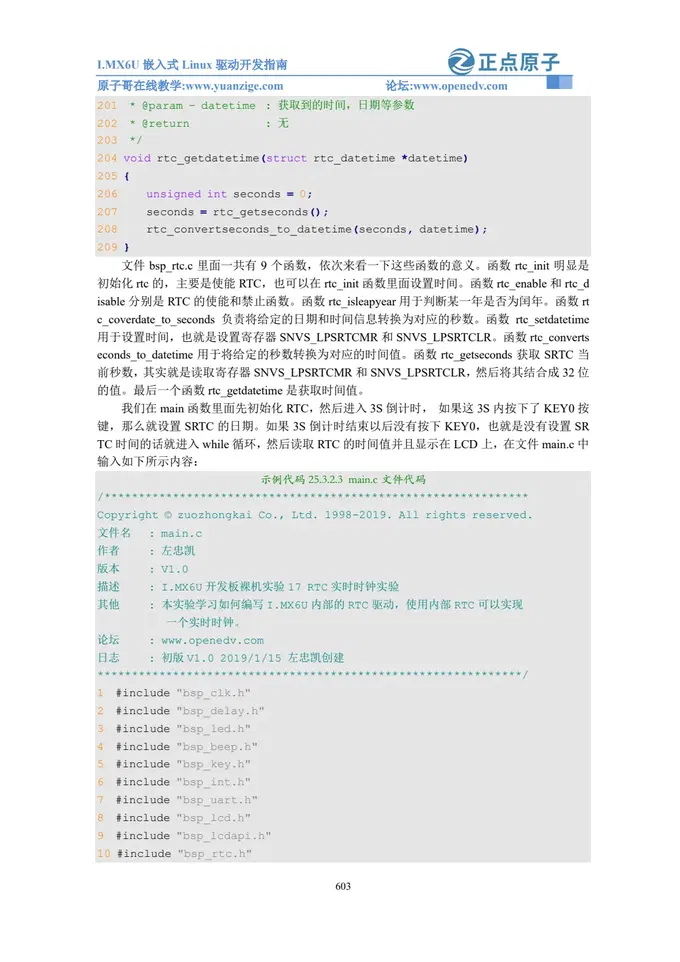 I.MX6U 嵌入式 Linux 驱动开发指南
正点原子
原子哥在线教学:www.yuanzige.com 论坛:www.openedv.com
201 * @param - datetime : 获取到的时间，日期等参数
202 * @return : 无
203 */
204 void rtc_getdatetime(struct rtc_datetime *datetime)
205 {
206 unsigned int seconds = 0;
207 seconds = rtc_getseconds();
208 rtc_convertseconds_to_datetime(seconds, datetime);
209 }
文件 bsp_rtc.c 里面一共有 9 个函数，依次来看一下这些函数的意义。函数 rtc_init 明显是
初始化 rtc 的，主要是使能 RTC，也可以在 rtc_init 函数里面设置时间。函数 rtc_enable 和 rtc_d
isable 分别是 RTC 的使能和禁止函数。函数 rtc_isleapyear 用于判断某一年是否为闰年。函数 rt
c_coverdate_to_seconds 负责将给定的日期和时间信息转换为对应的秒数。函数 rtc_setdatetime
用于设置时间，也就是设置寄存器 SNVS_LPSRTCMR 和 SNVS_LPSRTCLR。函数 rtc_converts
econds_to_datetime 用于将给定的秒数转换为对应的时间值。函数 rtc_getseconds 获取 SRTC 当
前秒数，其实就是读取寄存器 SNVS_LPSRTCMR 和 SNVS_LPSRTCLR，然后将其结合成 32 位
的值。最后一个函数 rtc_getdatetime 是获取时间值。
我们在 main 函数里面先初始化 RTC，然后进入 3S 倒计时， 如果这 3S 内按下了 KEY0 按
键，那么就设置 SRTC 的日期。如果 3S 倒计时结束以后没有按下 KEY0，也就是没有设置 SR
TC 时间的话就进入 while 循环，然后读取 RTC 的时间值并且显示在 LCD 上，在文件 main.c 中
输入如下所示内容：
示例代码 25.3.2.3 main.c 文件代码
/**************************************************************
Copyright © zuozhongkai Co., Ltd. 1998-2019. All rights reserved.
文件名 : main.c
作者 : 左忠凯
版本 : V1.0
描述 : I.MX6U 开发板裸机实验 17 RTC 实时时钟实验
其他 : 本实验学习如何编写 I.MX6U 内部的 RTC 驱动，使用内部 RTC 可以实现
一个实时时钟。
论坛 : www.openedv.com
日志 : 初版 V1.0 2019/1/15 左忠凯创建
**************************************************************/
1 #include "bsp_clk.h"
2 #include "bsp_delay.h"
3 #include "bsp_led.h"
4 #include "bsp_beep.h"
5 #include "bsp_key.h"
6 #include "bsp_int.h"
7 #include "bsp_uart.h"
8 #include "bsp_lcd.h"
9 #include "bsp_lcdapi.h"
10 #include "bsp_rtc.h"
603